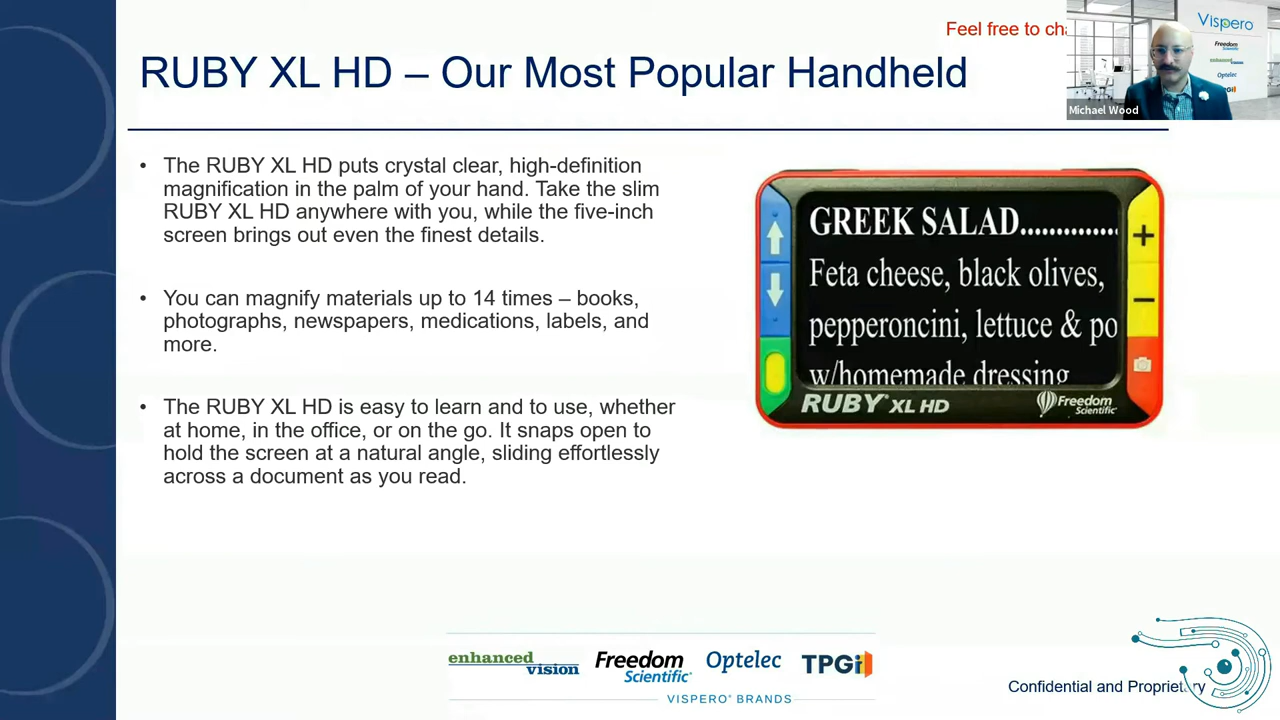 Feel free to
RUBY XL HD – Our Most Popular Handheld
Vispero
Freedom
Scientific
enhanced
vision
Optelec
Michael Wood
• The RUBY XL HD puts crystal clear, high-definition
magnification in the palm of your hand. Take the slim
RUBY XL HD anywhere with you, while the five-inch
screen brings out even the finest details.
• You can magnify materials up to 14 times – books,
photographs, newspapers, medications, labels, and
more.
• The RUBY XL HD is easy to learn and to use, whether
at home, in the office, or on the go. It snaps open to
hold the screen at a natural angle, sliding effortlessly
across a document as you read.
GREEK SALAD..............
Feta cheese, black olives,
pepperoncini, lettuce & po
w/homemade dressing
RUBY® XL HD
Freedom
Scientific®
enhanced
vision
Freedom
Scientific®
Optelec
TPGi
VISPERO BRANDS
Confidential and Proprietary